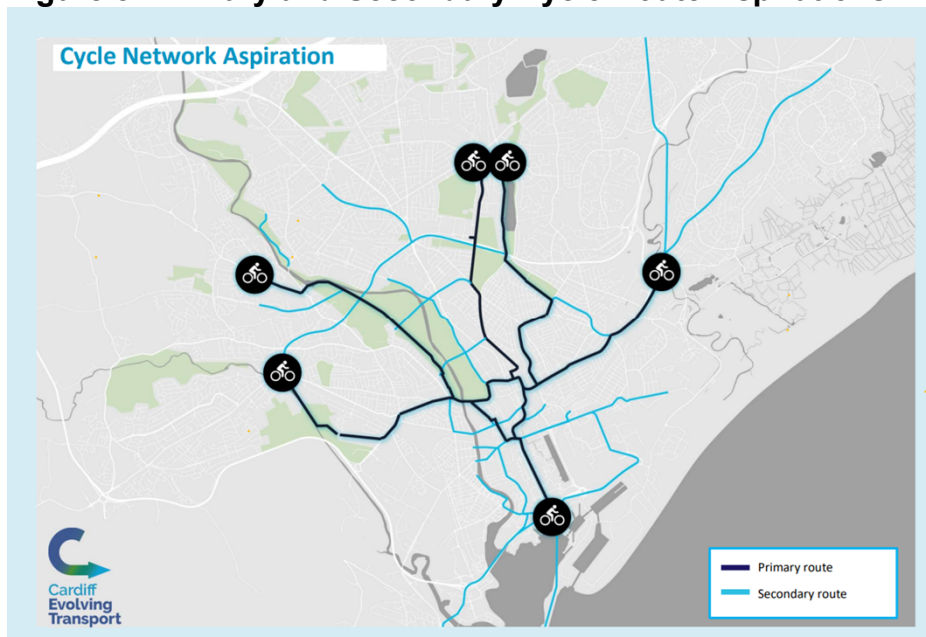 Cycle Network Aspiration
Cardiff
Evolving
Transport
Primary route
Secondary route